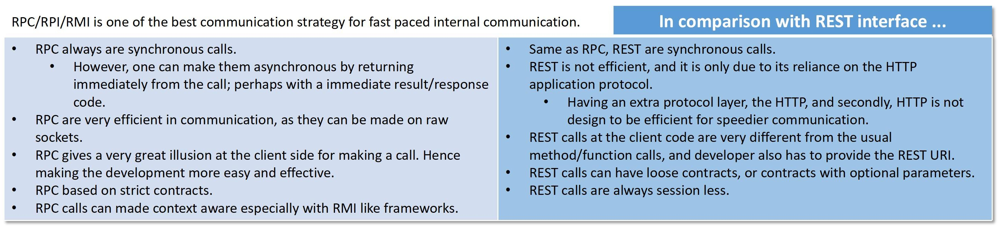 RPC/RPI/RMI is one of the best communication strategy for fast paced internal communication.
In comparison with REST interface ...
• RPC always are synchronous calls.
• However, one can make them asynchronous by returning
immediately from the call; perhaps with a immediate result/response
code.
• RPC are very efficient in communication, as they can be made on raw
sockets.
• RPC gives a very great illusion at the client side for making a call. Hence
making the development more easy and effective.
• RPC based on strict contracts.
• RPC calls can made context aware especially with RMI like frameworks.
• Same as RPC, REST are synchronous calls.
• REST is not efficient, and it is only due to its reliance on the HTTP
application protocol.
• Having an extra protocol layer, the HTTP, and secondly, HTTP is not
design to be efficient for speedier communication.
• REST calls at the client code are very different from the usual
method/function calls, and developer also has to provide the REST URI.
• REST calls can have loose contracts, or contracts with optional parameters.
• REST calls are always session less.